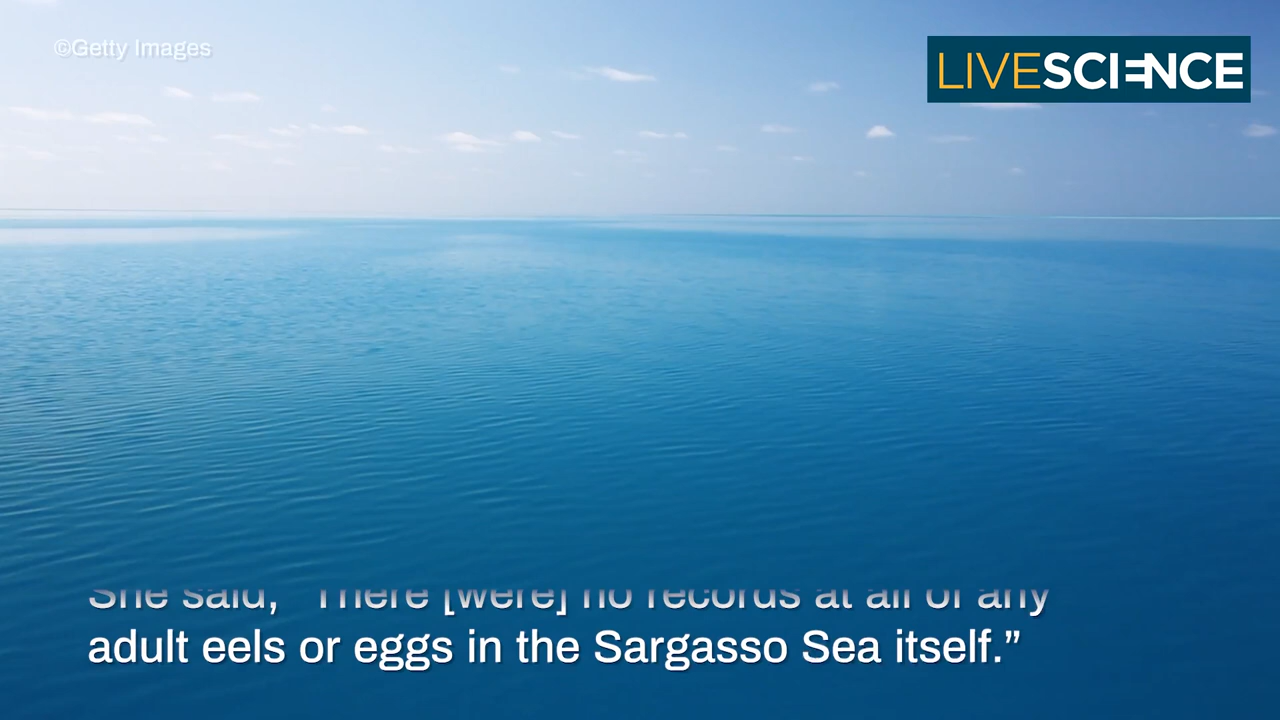 ©Getty Images
LIVESCIENCE
She said, “There [were] no records at all of any
adult eels or eggs in the Sargasso Sea itself.”